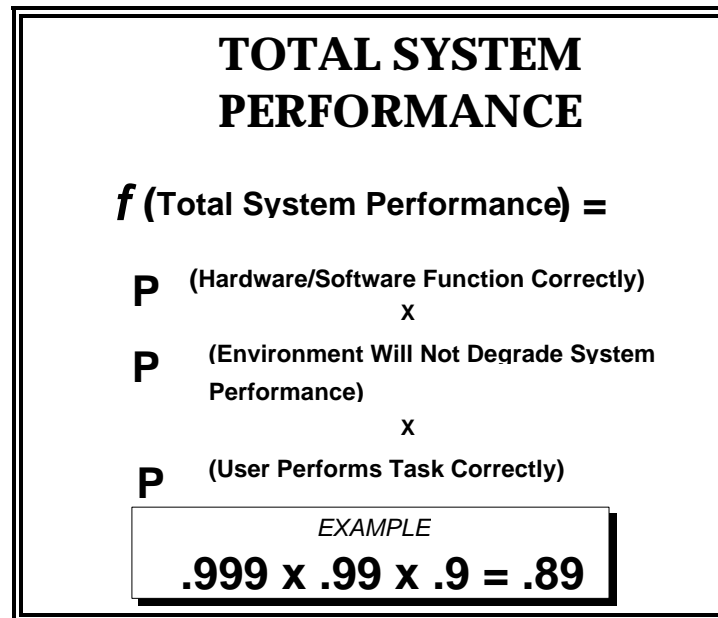 TOTAL SYSTEM
PERFORMANCE
f (Total System Performance) =
P (Hardware/Software Function Correctly)
X
P (Environment Will Not Degrade System
Performance)
X
P (User Performs Task Correctly)
EXAMPLE
.999 x .99 x .9 = .89